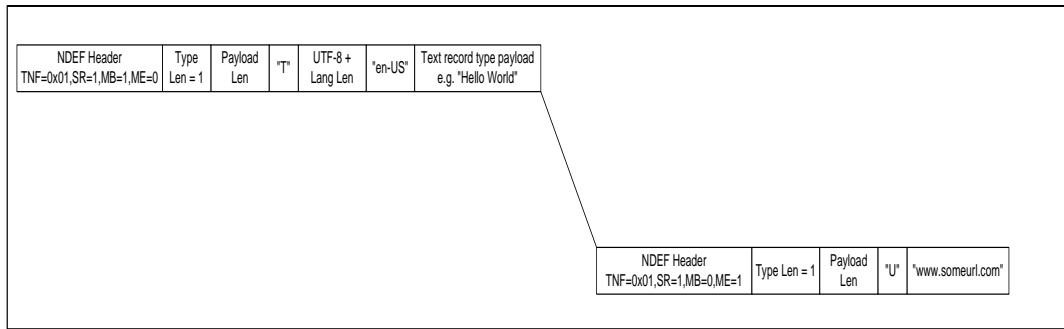 NDEF Header
TNF=0x01,SR=1,MB=1,ME=0
Type
Len = 1
Payload
Len
"T"
UTF-8 +
Lang Len
"en-US"
Text record type payload
e.g. "Hello World"
NDEF Header
TNF=0x01,SR=1,MB=0,ME=1
Type Len = 1
Payload
Len
"U"
"www.someurl.com"